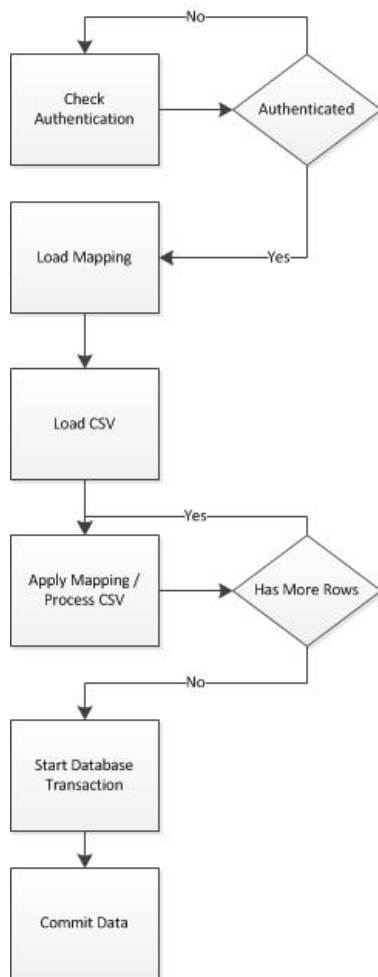 No
Check
Authentication
Authenticated
Load Mapping
Yes
Load CSV
Yes
Apply Mapping /
Process CSV
Has More Rows
No
Start Database
Transaction
Commit Data